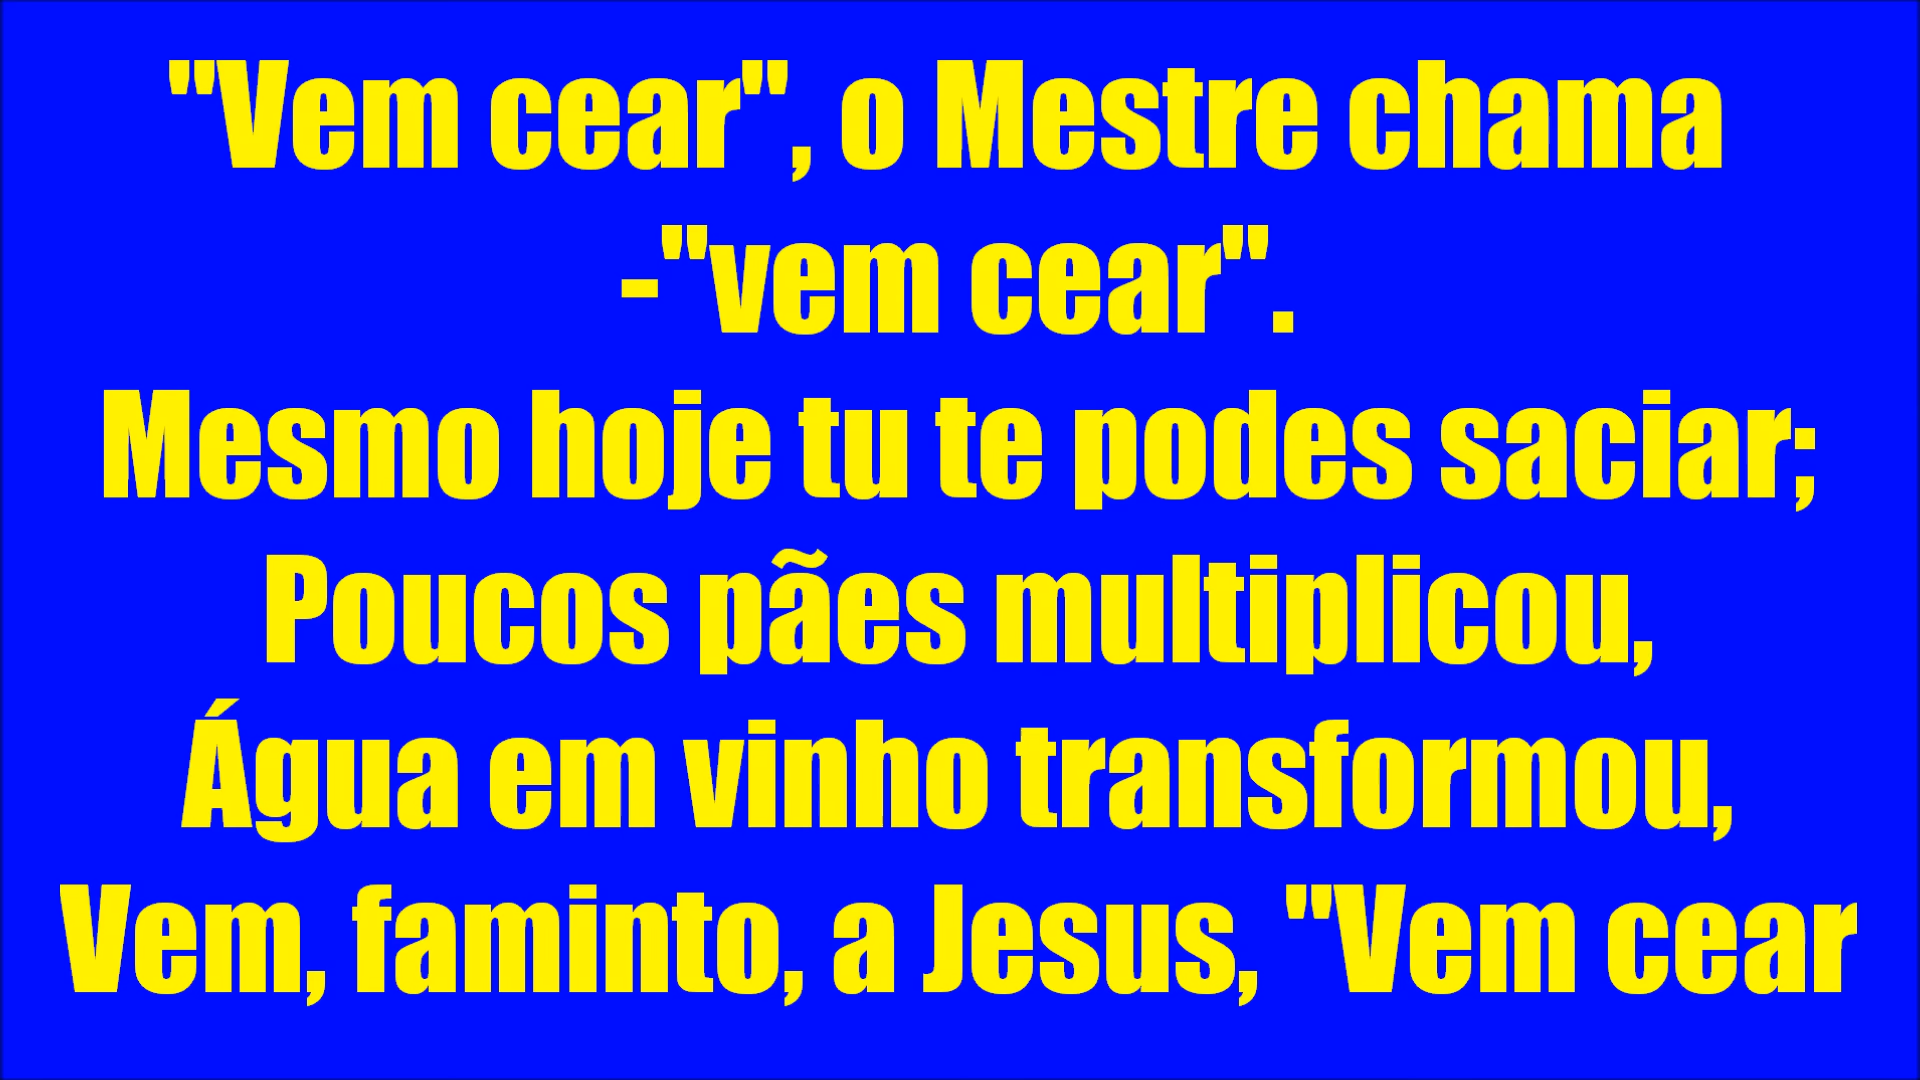 "Vem cear", o Mestre chama
-"vem cear".
Mesmo hoje tu te podes saciar;
Poucos pães multiplicou,
Água em vinho transformou,
Vem, faminto, a Jesus, "Vem cear